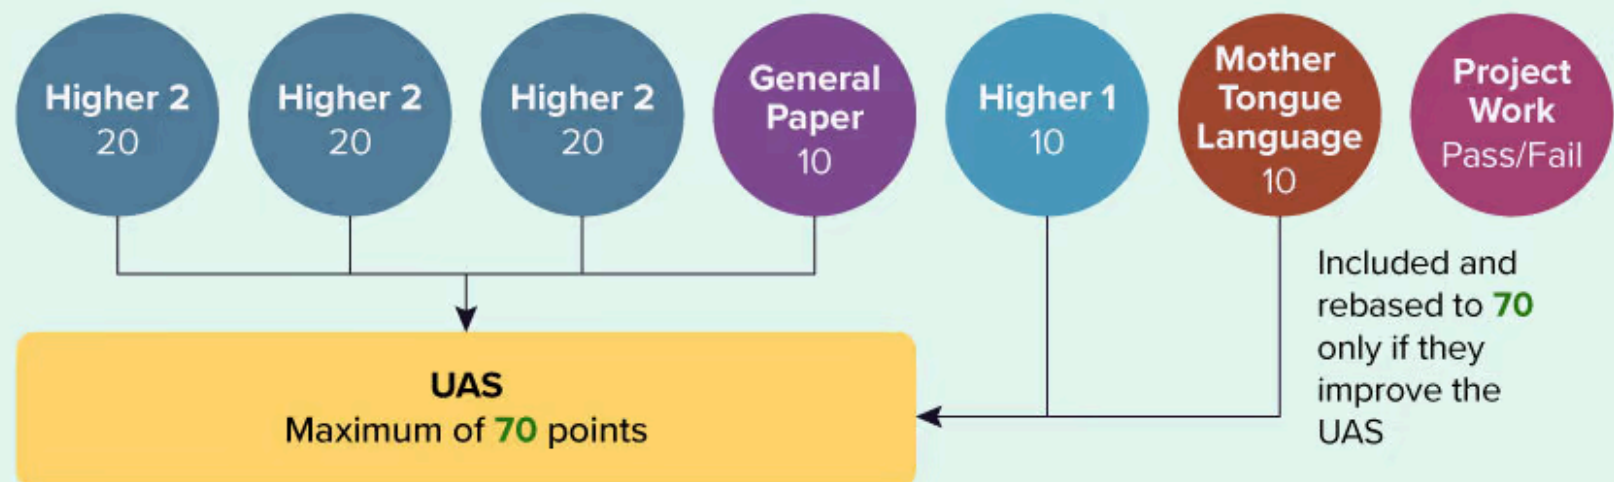 Higher 2
20
Higher 2
20
Higher 2
20
General
Paper
10
Higher 1
10
Mother
Tongue
Language
10
Project
Work
Pass/Fail
Included and
rebased to 70
only if they
improve the
UAS
UAS
Maximum of 70 points